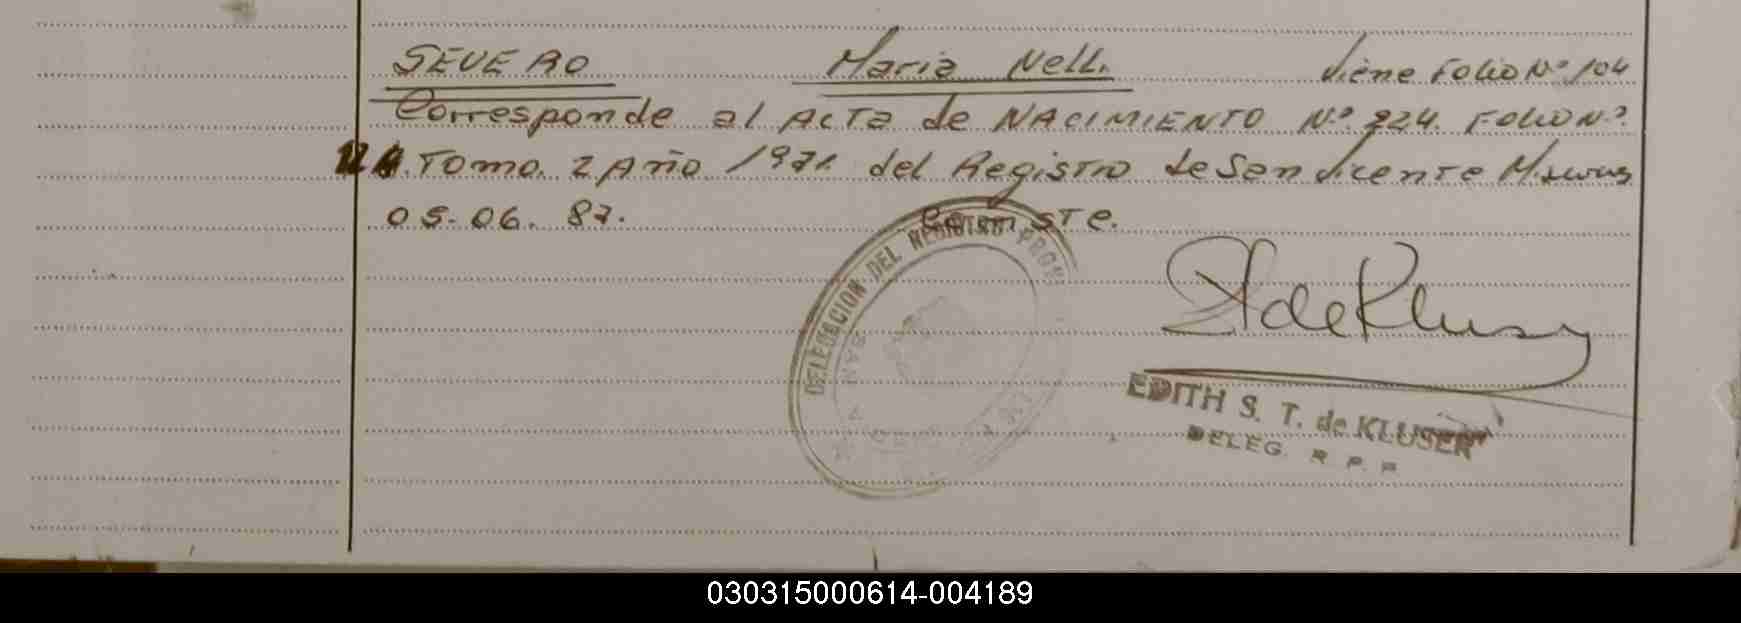 SEVERO Maria Nelli Viene Folio Nº 104
Corresponde al ACTA de NACIMIENTO Nº 224. Folio Nº.
Tomo. 2 Año 1971. del Registro de San Vicente Misiones
05-06. 87. Conste.
DELEGACION DEL REGISTRO PROV
EDITH S. T. de KLUSER
DELEG. R. P. P.
030315000614-004189